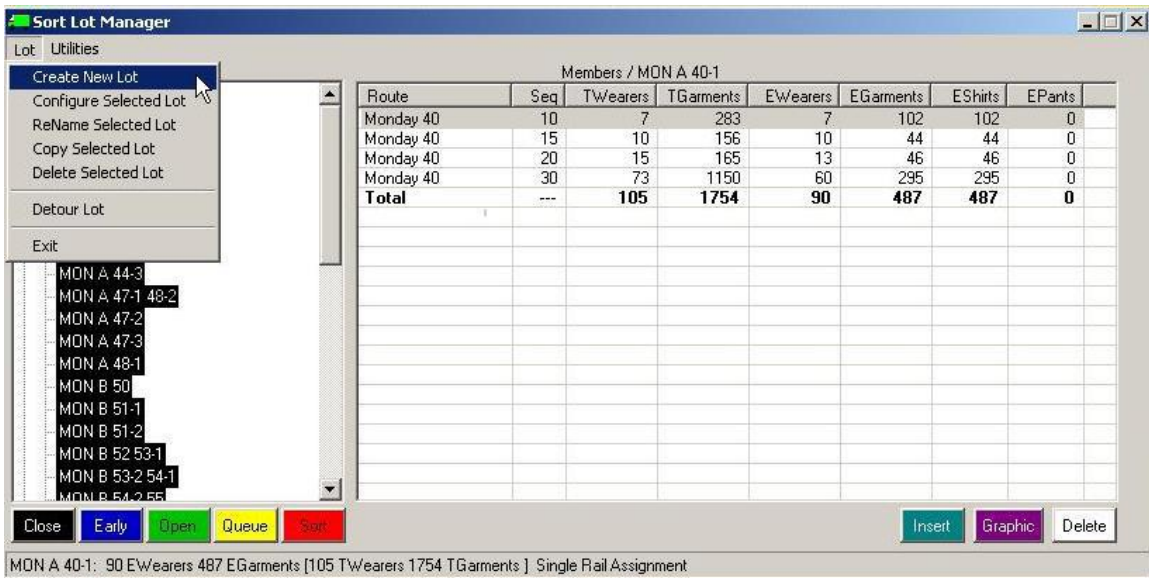 Sort Lot Manager
Lot Utilities
Create New Lot
Configure Selected Lot
ReName Selected Lot
Copy Selected Lot
Delete Selected Lot
Detour Lot
Exit
MON A 44-3
MON A 47-1 48-2
MON A 47-2
MON A 47-3
MON A 48-1
MON B 50
MON B 51-1
MON B 51-2
MON B 52 53-1
MON B 53-2 54-1
MON B 54-2 55
Members / MON A 40-1
Route Seq TWearers TGarments EWearers EGarments EShirts EPants
Monday 40 10 7 283 7 102 102 0
Monday 40 15 10 156 10 44 44 0
Monday 40 20 15 165 13 46 46 0
Monday 40 30 73 1150 60 295 295 0
Total --- 105 1754 90 487 487 0
Close Early Open Queue Sort Insert Graphic Delete
MON A 40-1: 90 EWearers 487 EGarments [105 TWearers 1754 TGarments ] Single Rail Assignment